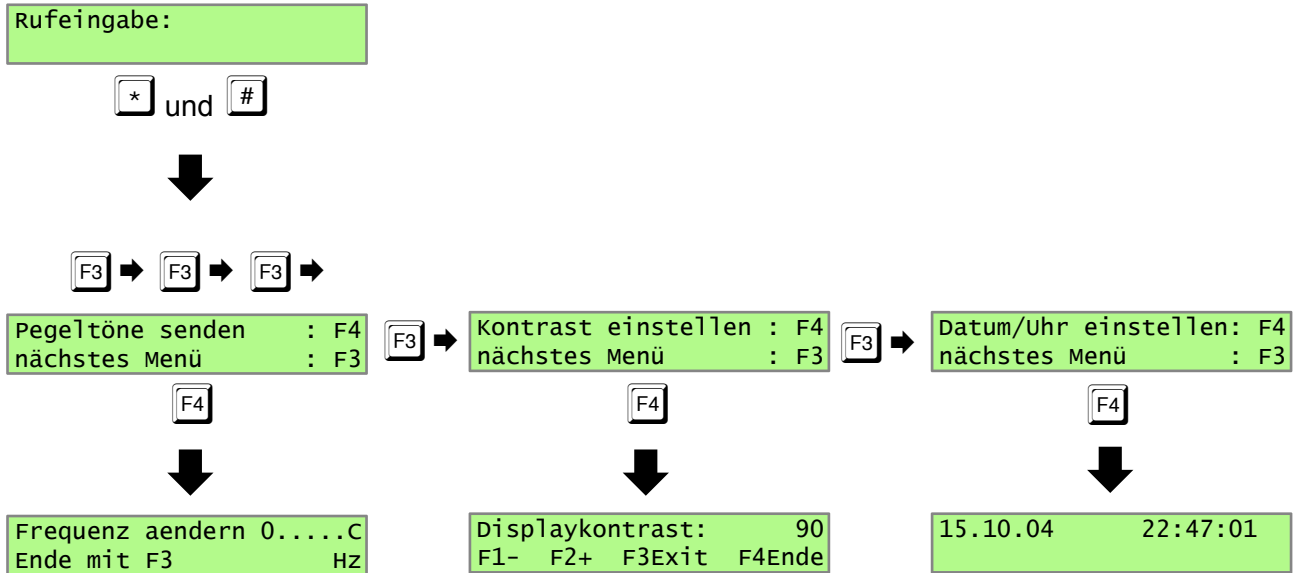 Rufeingabe:
* und #
F3 F3 F3
Pegeltöne senden : F4
nächstes Menü : F3
F3
Kontrast einstellen : F4
nächstes Menü : F3
F3
Datum/Uhr einstellen: F4
nächstes Menü : F3
F4
F4
F4
Frequenz aendern 0.....C
Ende mit F3 Hz
Displaykontrast: 90
F1- F2+ F3Exit F4Ende
15.10.04 22:47:01